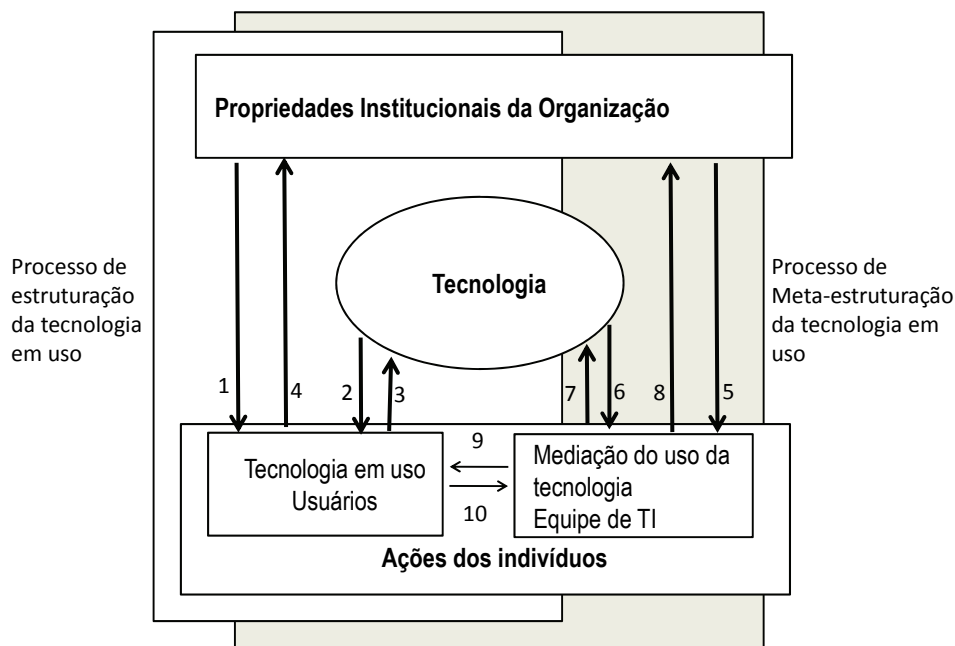 Propriedades Institucionais da Organização
Processo de
estruturação
da tecnologia
em uso
Tecnologia
Processo de
Meta-estruturação
da tecnologia em
uso
1
4
2
3
7
6
8
5
Tecnologia em uso
Usuários
9
10
Mediação do uso da
tecnologia
Equipe de TI
Ações dos indivíduos